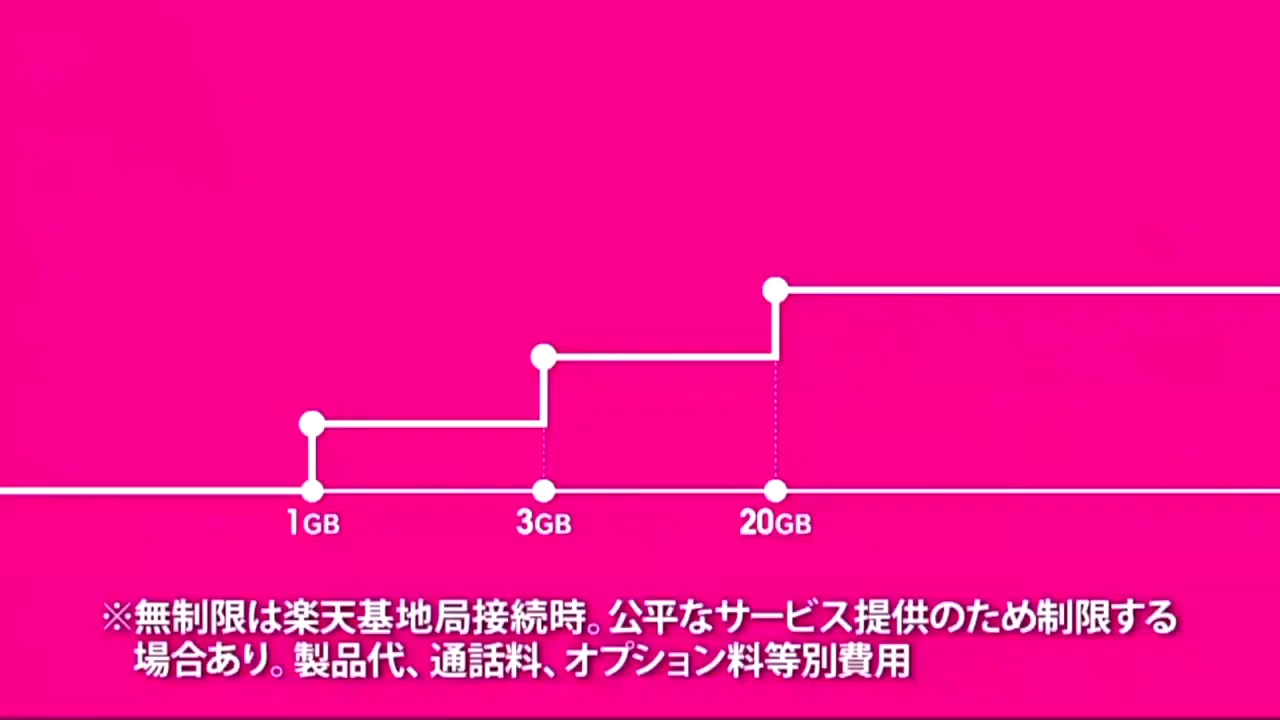 1GB 3GB 20GB
※無制限は楽天基地局接続時。公平なサービス提供のため制限する
場合あり。製品代、通話料、オプション料等別費用